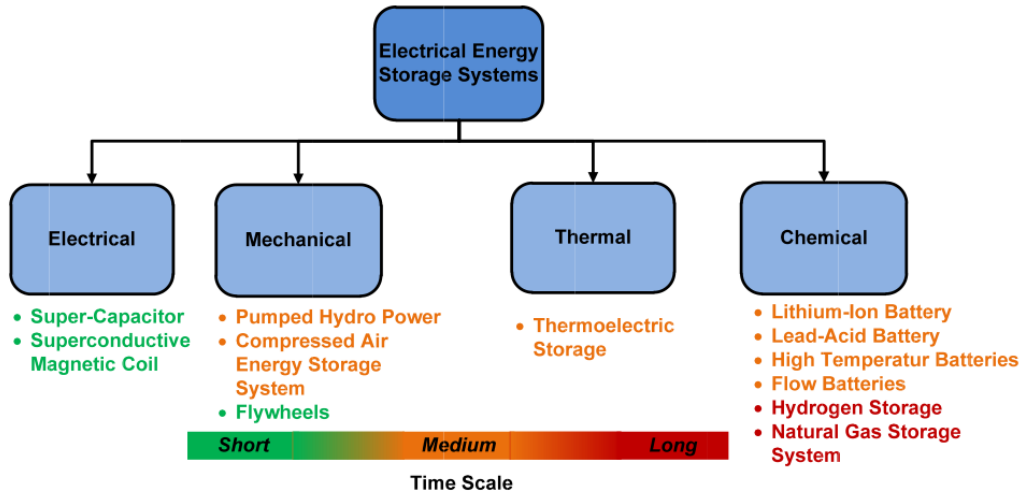 Electrical Energy
Storage Systems
Electrical
Mechanical
Thermal
Chemical
• Super-Capacitor
• Superconductive
Magnetic Coil
• Pumped Hydro Power
• Compressed Air
Energy Storage
System
• Flywheels
• Thermoelectric
Storage
• Lithium-Ion Battery
• Lead-Acid Battery
• High Temperatur Batteries
• Flow Batteries
• Hydrogen Storage
• Natural Gas Storage
System
Short
Medium
Long
Time Scale